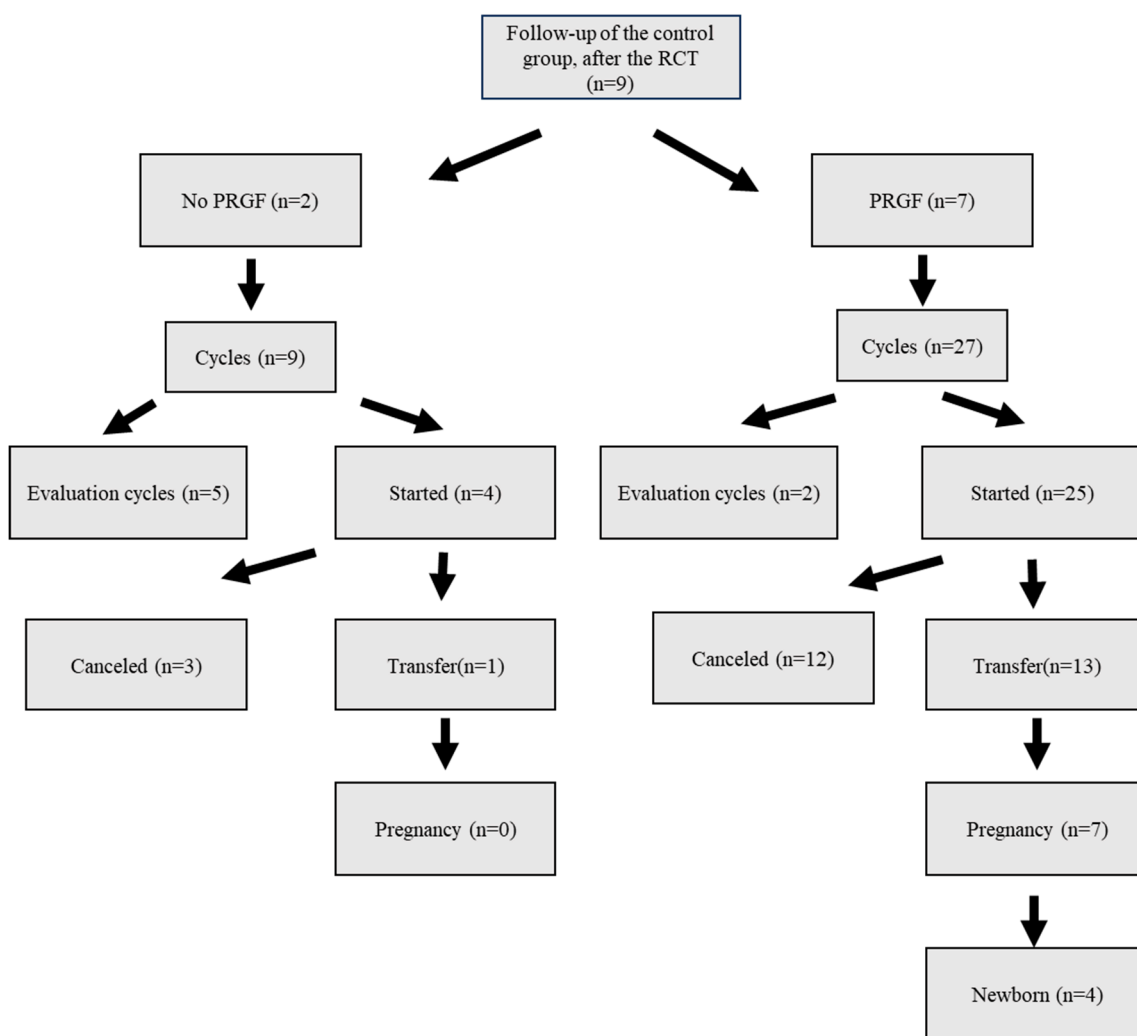 Follow-up of the control
group, after the RCT
(n=9)
No PRGF (n=2)
PRGF (n=7)
Cycles (n=9)
Cycles (n=27)
Evaluation cycles (n=5)
Started (n=4)
Evaluation cycles (n=2)
Started (n=25)
Canceled (n=3)
Transfer(n=1)
Canceled (n=12)
Transfer(n=13)
Pregnancy (n=0)
Pregnancy (n=7)
Newborn (n=4)